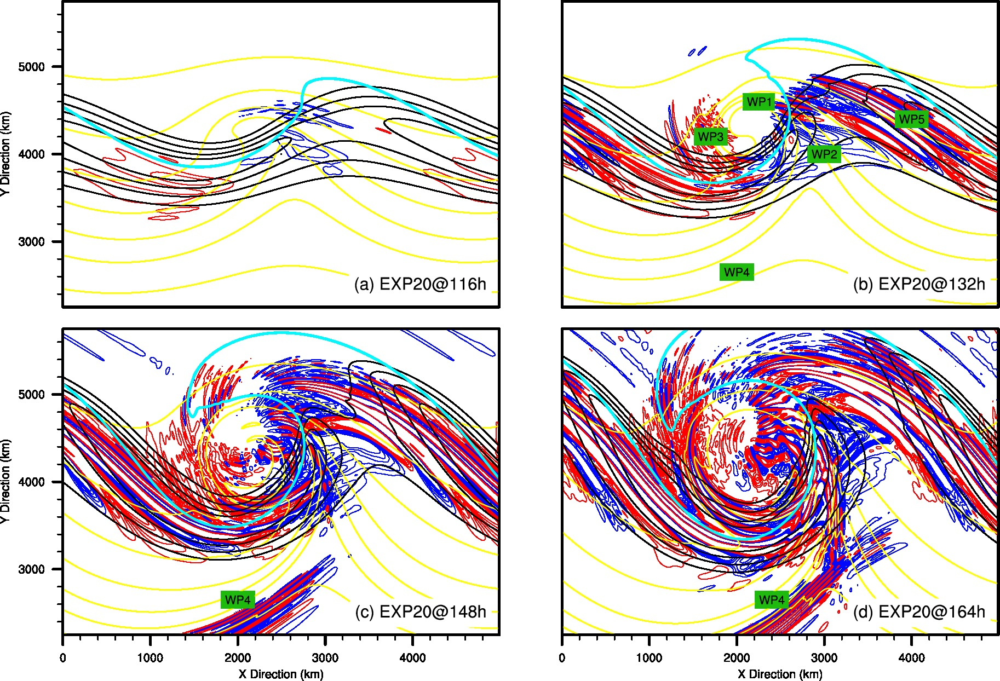 5000
4000
3000
Y Direction (km)
(a) EXP20@116h
WP1
WP3
WP2
WP5
WP4
(b) EXP20@132h
5000
4000
3000
Y Direction (km)
WP4
(c) EXP20@148h
0 1000 2000 3000 4000
X Direction (km)
WP4
(d) EXP20@164h
0 1000 2000 3000 4000
X Direction (km)